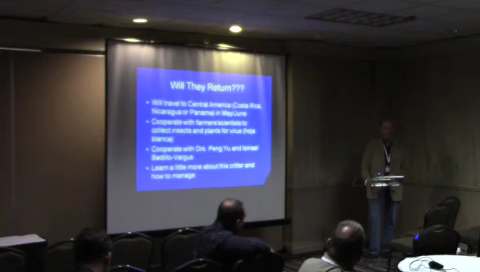 Will They Return???
• Will travel to Central America (Costa Rica,
Nicaragua or Panama) in May/June
• Cooperate with farmers/scientists to
collect insects and plants for virus (hoja
blanca)
• Cooperate with Drs. Peng Yu and Ismael
Badillo-Vargus
• Learn a little more about this critter and
how to manage